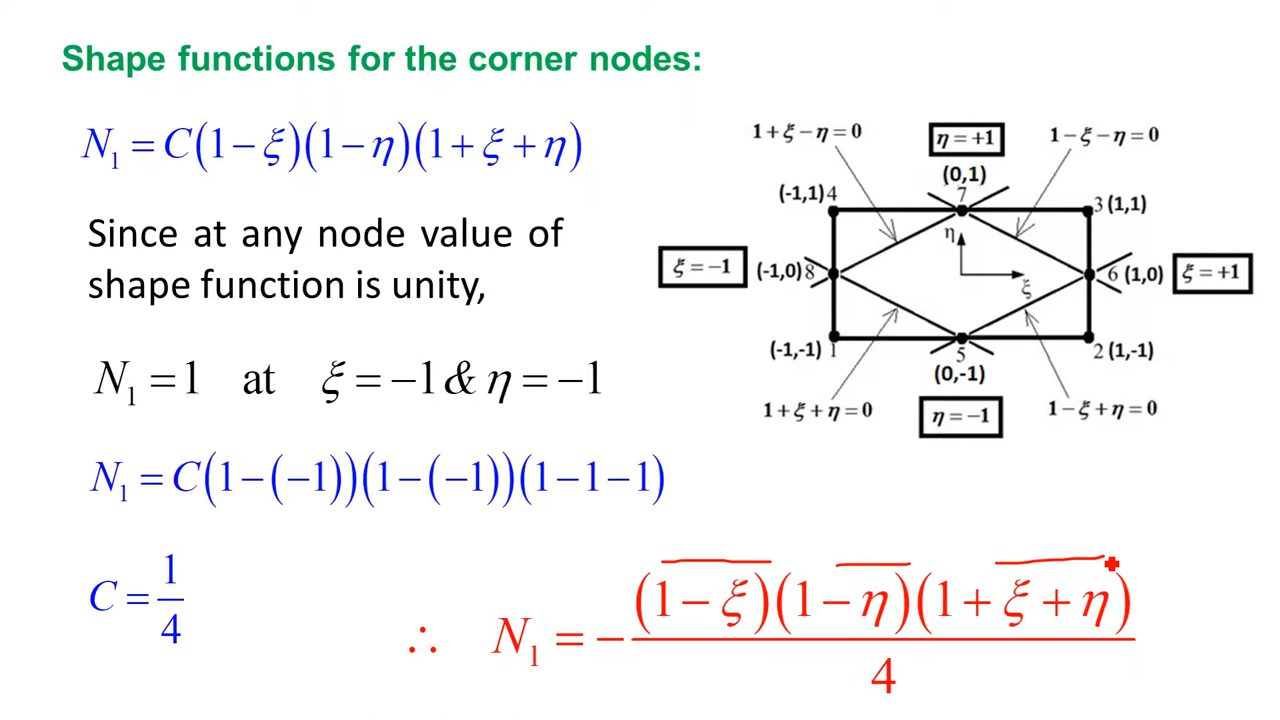 Shape functions for the corner nodes:
N₁ = C(1 − ξ)(1 − η)(1 + ξ + η)
Since at any node value of
shape function is unity,
N₁ = 1 at ξ = −1 & η = −1
N₁ = C(1 − (−1))(1 − (−1))(1 − 1 − 1)
C = 1/4
∴ N₁ = − (1 − ξ)(1 − η)(1 + ξ + η) / 4
1 + ξ − η = 0
η = +1
1 − ξ − η = 0
(0,1)
(-1,1) 4
7
3 (1,1)
η
ξ = −1
(-1,0) 8
6 (1,0)
ξ = +1
ξ
(-1,-1) 1
5
2 (1,-1)
(0,-1)
1 + ξ + η = 0
η = −1
1 − ξ + η = 0